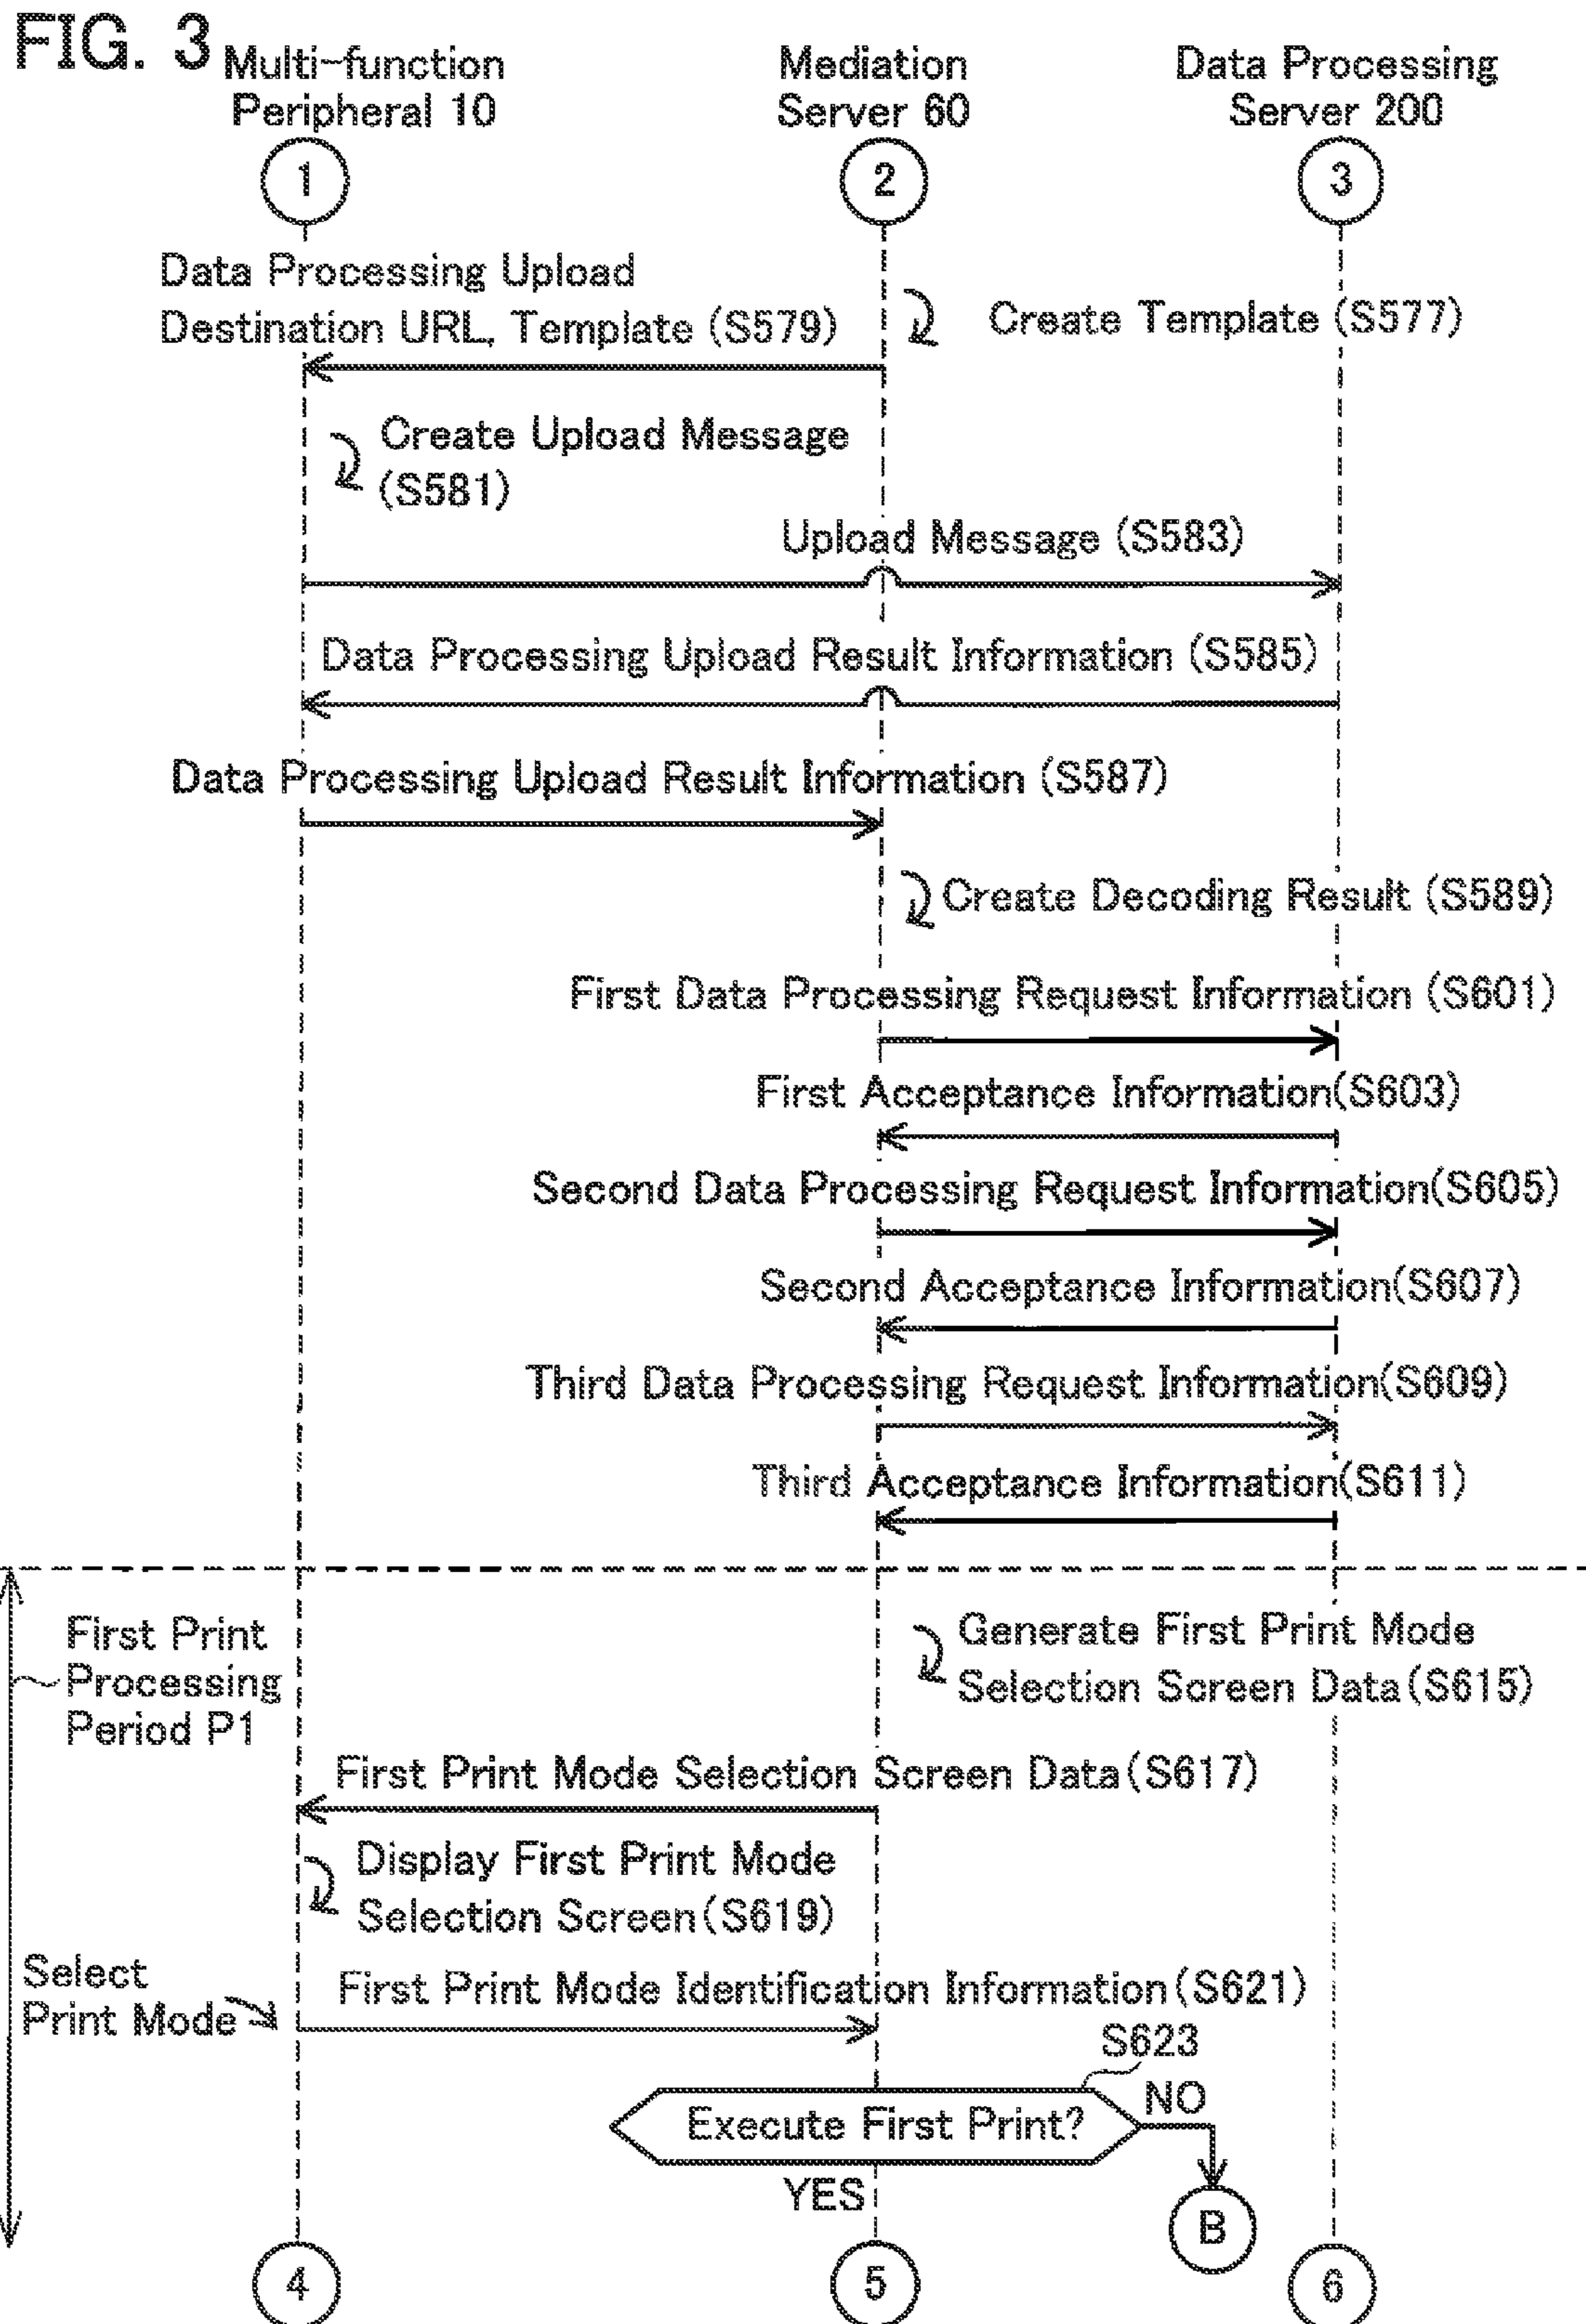 FIG. 3
Multi-function
Peripheral 10
Mediation
Server 60
Data Processing
Server 200
1
2
3
Data Processing Upload
Destination URL, Template (S579)
Create Template (S577)
Create Upload Message
(S581)
Upload Message (S583)
Data Processing Upload Result Information (S585)
Data Processing Upload Result Information (S587)
Create Decoding Result (S589)
First Data Processing Request Information (S601)
First Acceptance Information(S603)
Second Data Processing Request Information(S605)
Second Acceptance Information(S607)
Third Data Processing Request Information(S609)
Third Acceptance Information(S611)
First Print
Processing
Period P1
Generate First Print Mode
Selection Screen Data(S615)
First Print Mode Selection Screen Data(S617)
Display First Print Mode
Selection Screen(S619)
Select
Print Mode
First Print Mode Identification Information(S621)
S623
Execute First Print?
NO
YES
B
4
5
6